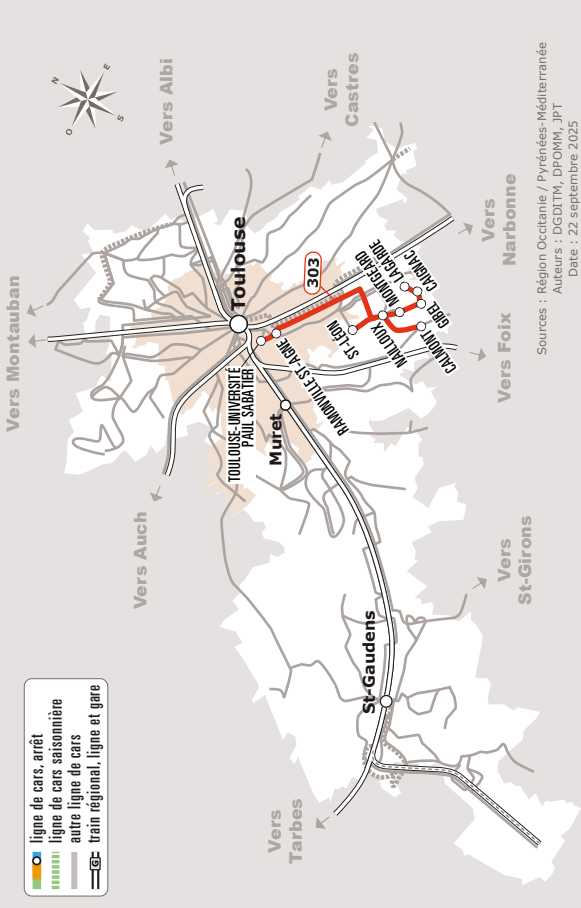 ligne de cars, arrêt
ligne de cars saisonnière
autre ligne de cars
G train régional, ligne et gare
Vers
Tarbes
St-Gaudens
Vers
St-Girons
Vers Auch
Muret
TOULOUSE-UNIVERSITÉ
PAUL SABATIER
RAMONVILLE ST-AGNE
Vers Montauban
Toulouse
303
ST-LÉON
NAILLOUX
MONTGEARD
LAGARDE
CAIGNAC
GIBEL
CALMONT
Vers Foix
Vers
Narbonne
Vers Albi
Vers
Castres
N
E
S
O
Sources : Région Occitanie / Pyrénées-Méditerranée
Auteurs : DGDITM, DPOMM, JPT
Date : 22 septembre 2025